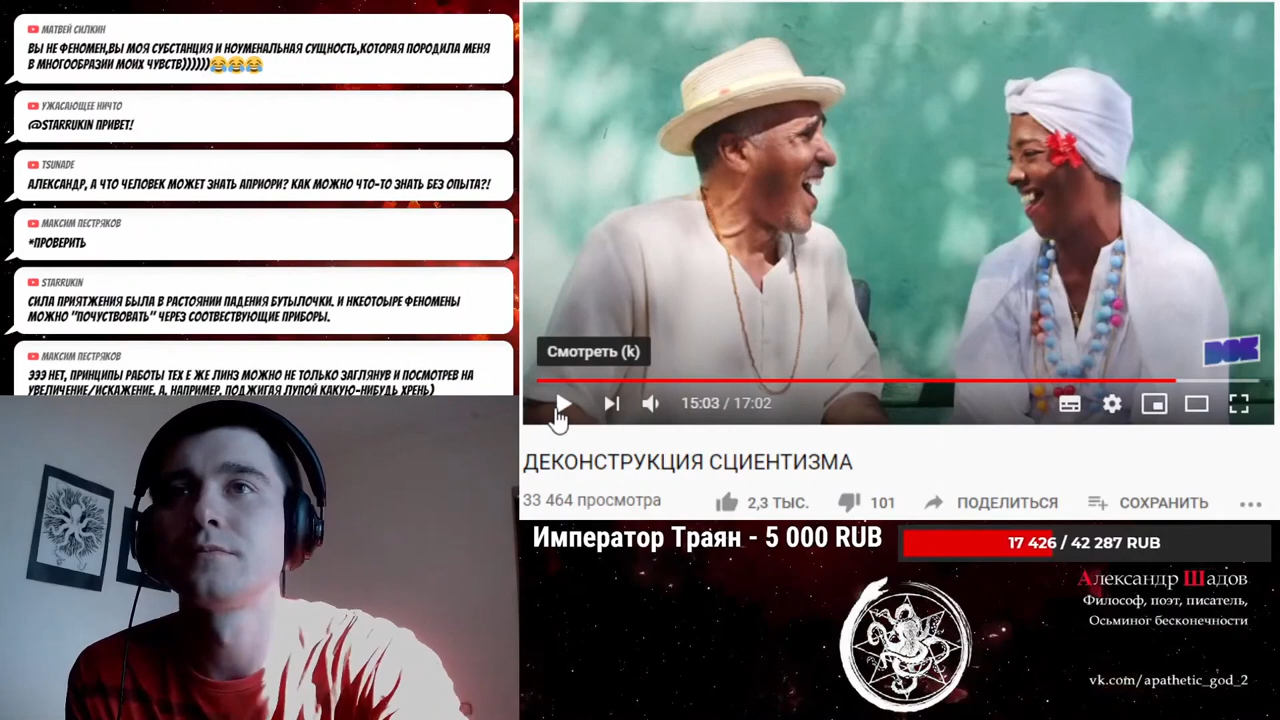 МАТВЕЙ СИЛКИН
ВЫ НЕ ФЕНОМЕН,ВЫ МОЯ СУБСТАНЦИЯ И НОУМЕНАЛЬНАЯ СУЩНОСТЬ,КОТОРАЯ ПОРОДИЛА МЕНЯ
В МНОГООБРАЗИИ МОИХ ЧУВСТВ))))))😂😂😂
УЖАСАЮЩЕЕ НИЧТО
@STARRUKIN ПРИВЕТ!
TSUNADE
АЛЕКСАНДР, А ЧТО ЧЕЛОВЕК МОЖЕТ ЗНАТЬ АПРИОРИ? КАК МОЖНО ЧТО-ТО ЗНАТЬ БЕЗ ОПЫТА?!
МАКСИМ ПЕСТРЯКОВ
*ПРОВЕРИТЬ
STARRUKIN
СИЛА ПРИЯТЖЕНИЯ БЫЛА В РАСТОЯНИИ ПАДЕНИЯ БУТЫЛОЧКИ. И НКЕОТОЫРЕ ФЕНОМЕНЫ
МОЖНО "ПОЧУСТВОВАТЬ" ЧЕРЕЗ СООТВЕСТВУЮЩИЕ ПРИБОРЫ.
МАКСИМ ПЕСТРЯКОВ
ЭЭЭ НЕТ, ПРИНЦИПЫ РАБОТЫ ТЕХ Е ЖЕ ЛИНЗ МОЖНО НЕ ТОЛЬКО ЗАГЛЯНУВ И ПОСМОТРЕВ НА
УВЕЛИЧЕНИЕ/ИСКАЖЕНИЕ. А, НАПРИМЕР, ПОДЖИГАЯ ЛУПОЙ КАКУЮ-НИБУДЬ ХРЕНЬ)
Смотреть (k)
ВОК
15:03 / 17:02
ДЕКОНСТРУКЦИЯ СЦИЕНТИЗМА
33 464 просмотра
2,3 ТЫС.
101
ПОДЕЛИТЬСЯ
СОХРАНИТЬ
Император Траян - 5 000 RUB
17 426 / 42 287 RUB
Александр Шадов
Философ, поэт, писатель,
Осьминог бесконечности
vk.com/apathetic_god_2